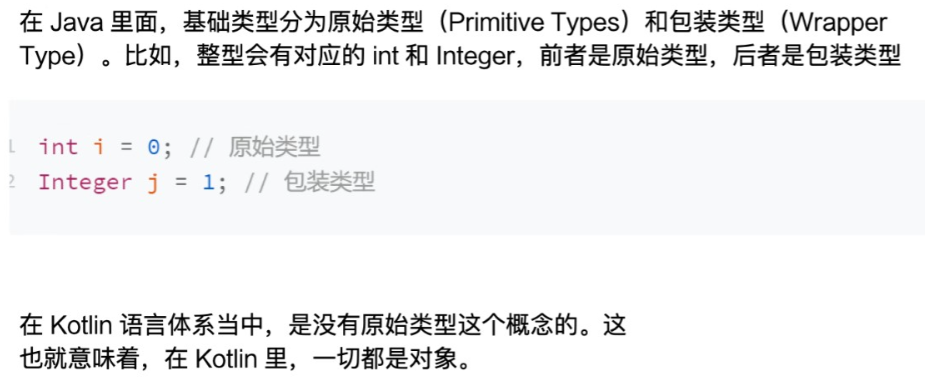 在 Java 里面，基础类型分为原始类型（Primitive Types）和包装类型（Wrapper
Type）。比如，整型会有对应的 int 和 Integer，前者是原始类型，后者是包装类型
1 int i = 0; // 原始类型
2 Integer j = 1; // 包装类型
在 Kotlin 语言体系当中，是没有原始类型这个概念的。这
也就意味着，在 Kotlin 里，一切都是对象。